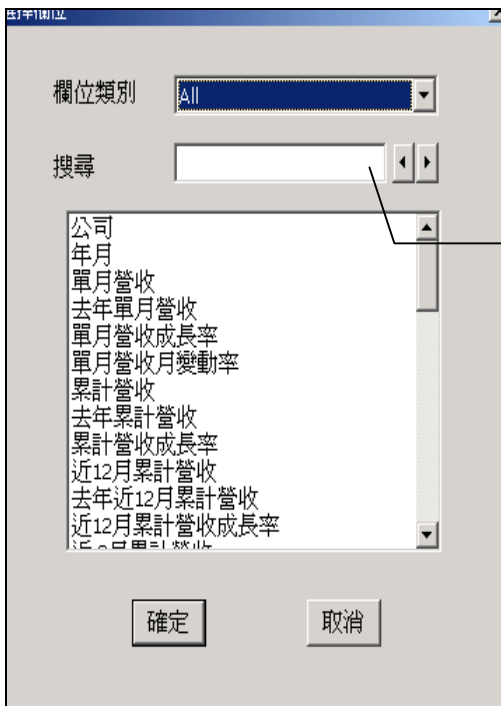 選擇欄位
欄位類別
All
搜尋
公司
年月
單月營收
去年單月營收
單月營收成長率
單月營收月變動率
累計營收
去年累計營收
累計營收成長率
近12月累計營收
去年近12月累計營收
近12月累計營收成長率
確定
取消